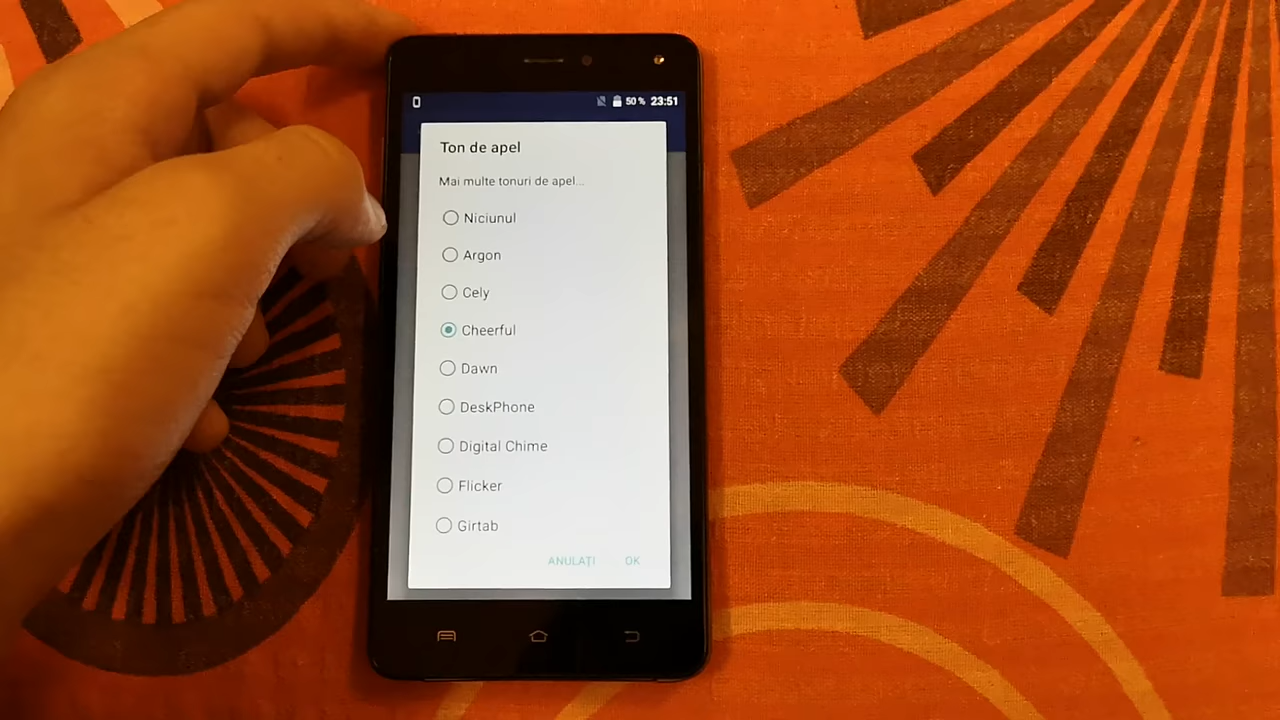 50 % 23:51
Ton de apel
Mai multe tonuri de apel...
Niciunul
Argon
Cely
Cheerful
Dawn
DeskPhone
Digital Chime
Flicker
Girtab
ANULAȚI OK